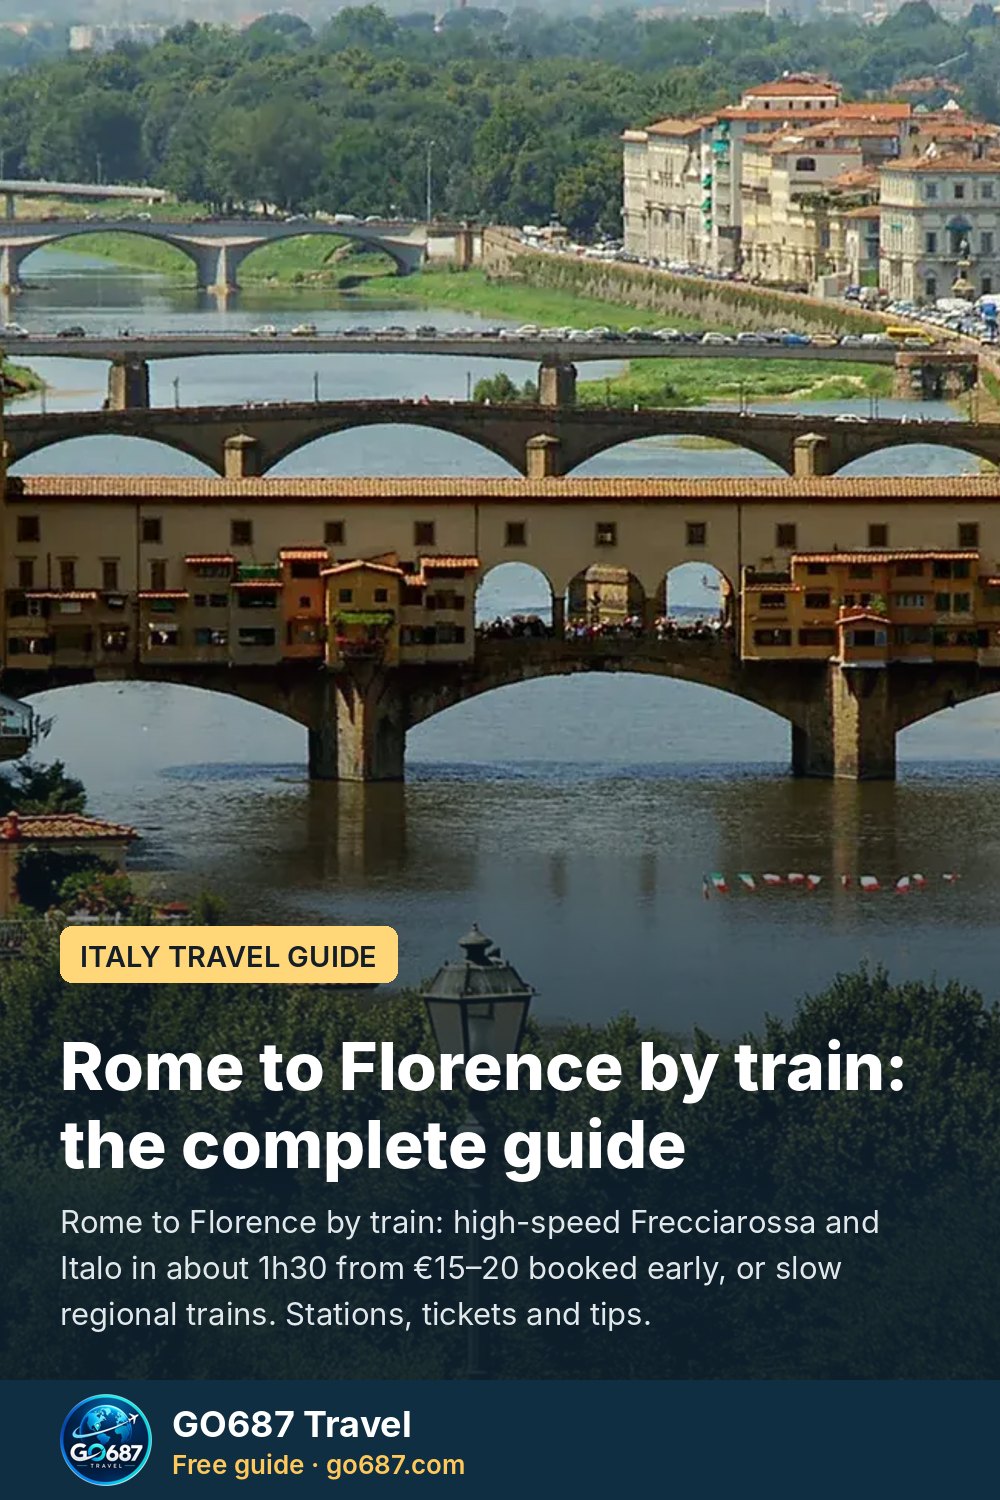 ITALY TRAVEL GUIDE
Rome to Florence by train:
the complete guide
Rome to Florence by train: high-speed Frecciarossa and
Italo in about 1h30 from €15–20 booked early, or slow
regional trains. Stations, tickets and tips.
GO687 Travel
Free guide · go687.com
GO687
TRAVEL